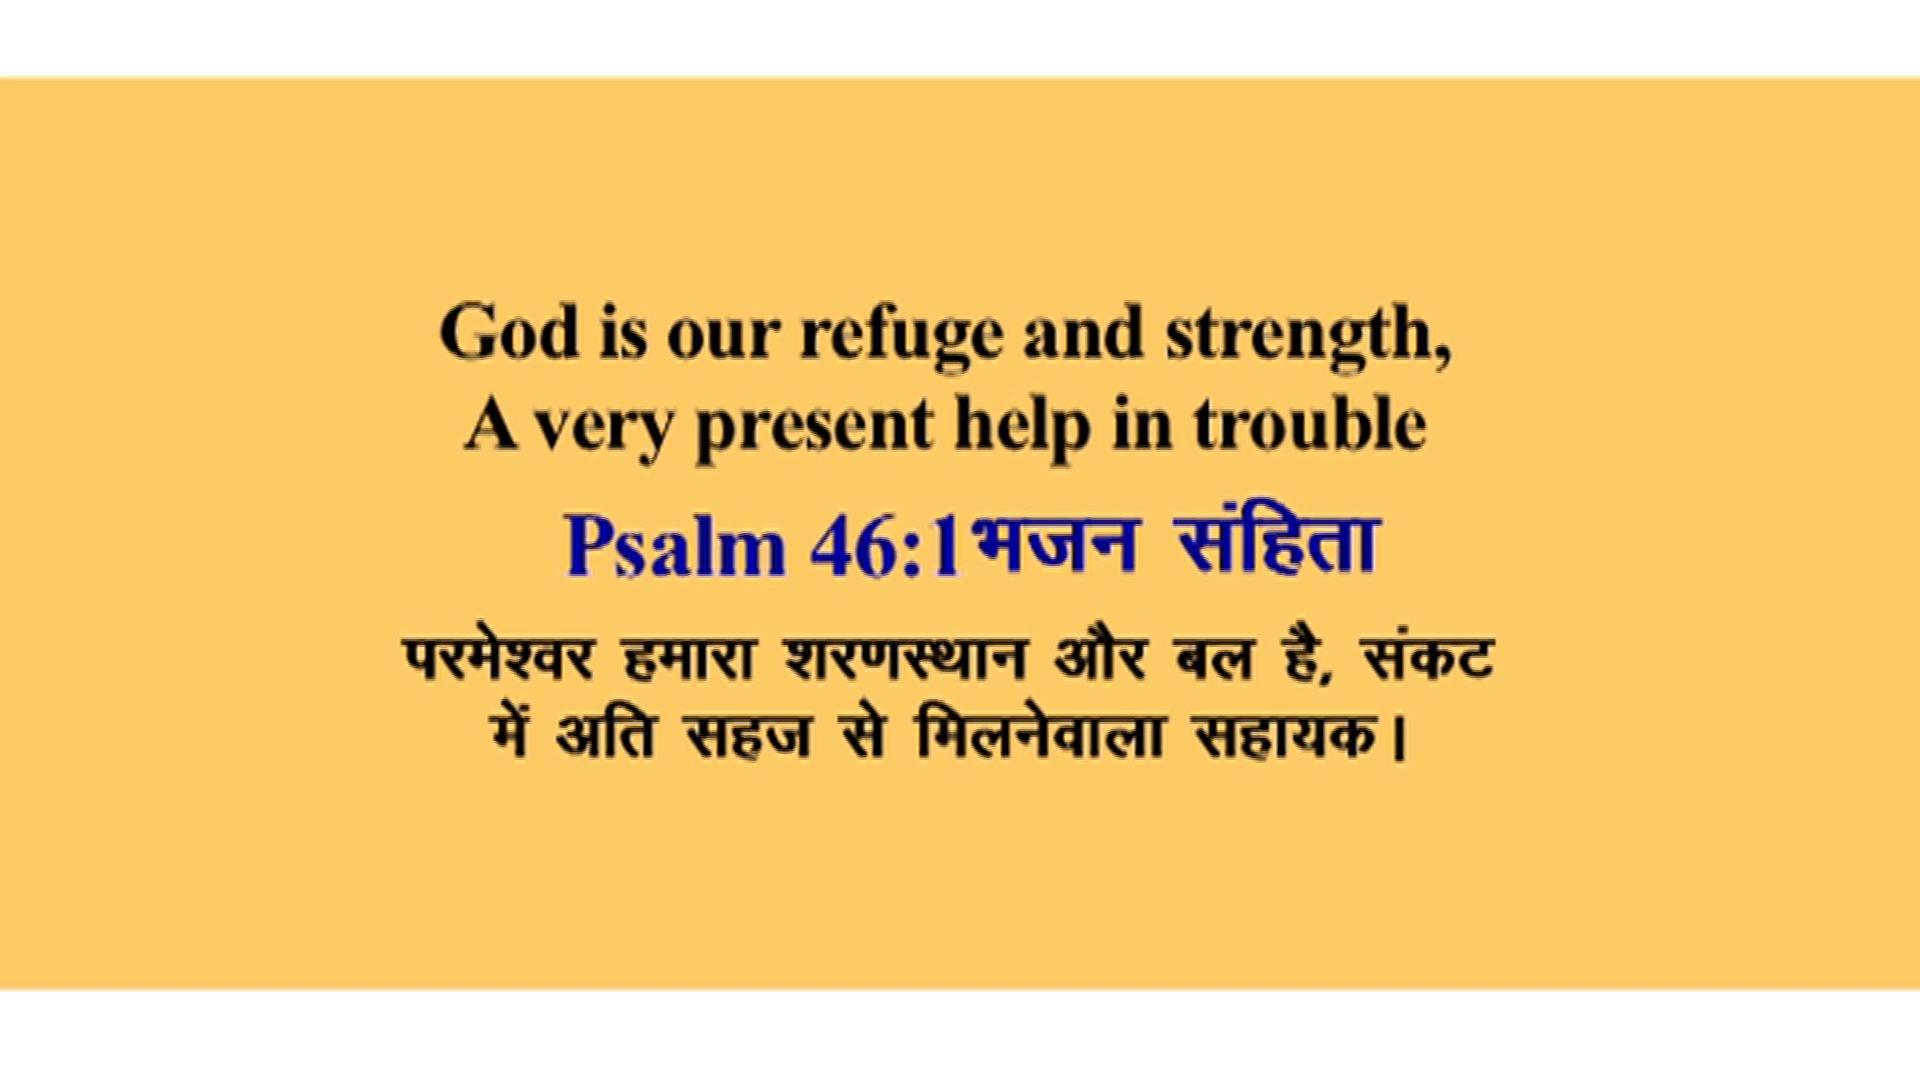 God is our refuge and strength,
A very present help in trouble
Psalm 46:1भजन संहिता
परमेश्वर हमारा शरणस्थान और बल है, संकट
में अति सहज से मिलनेवाला सहायक।